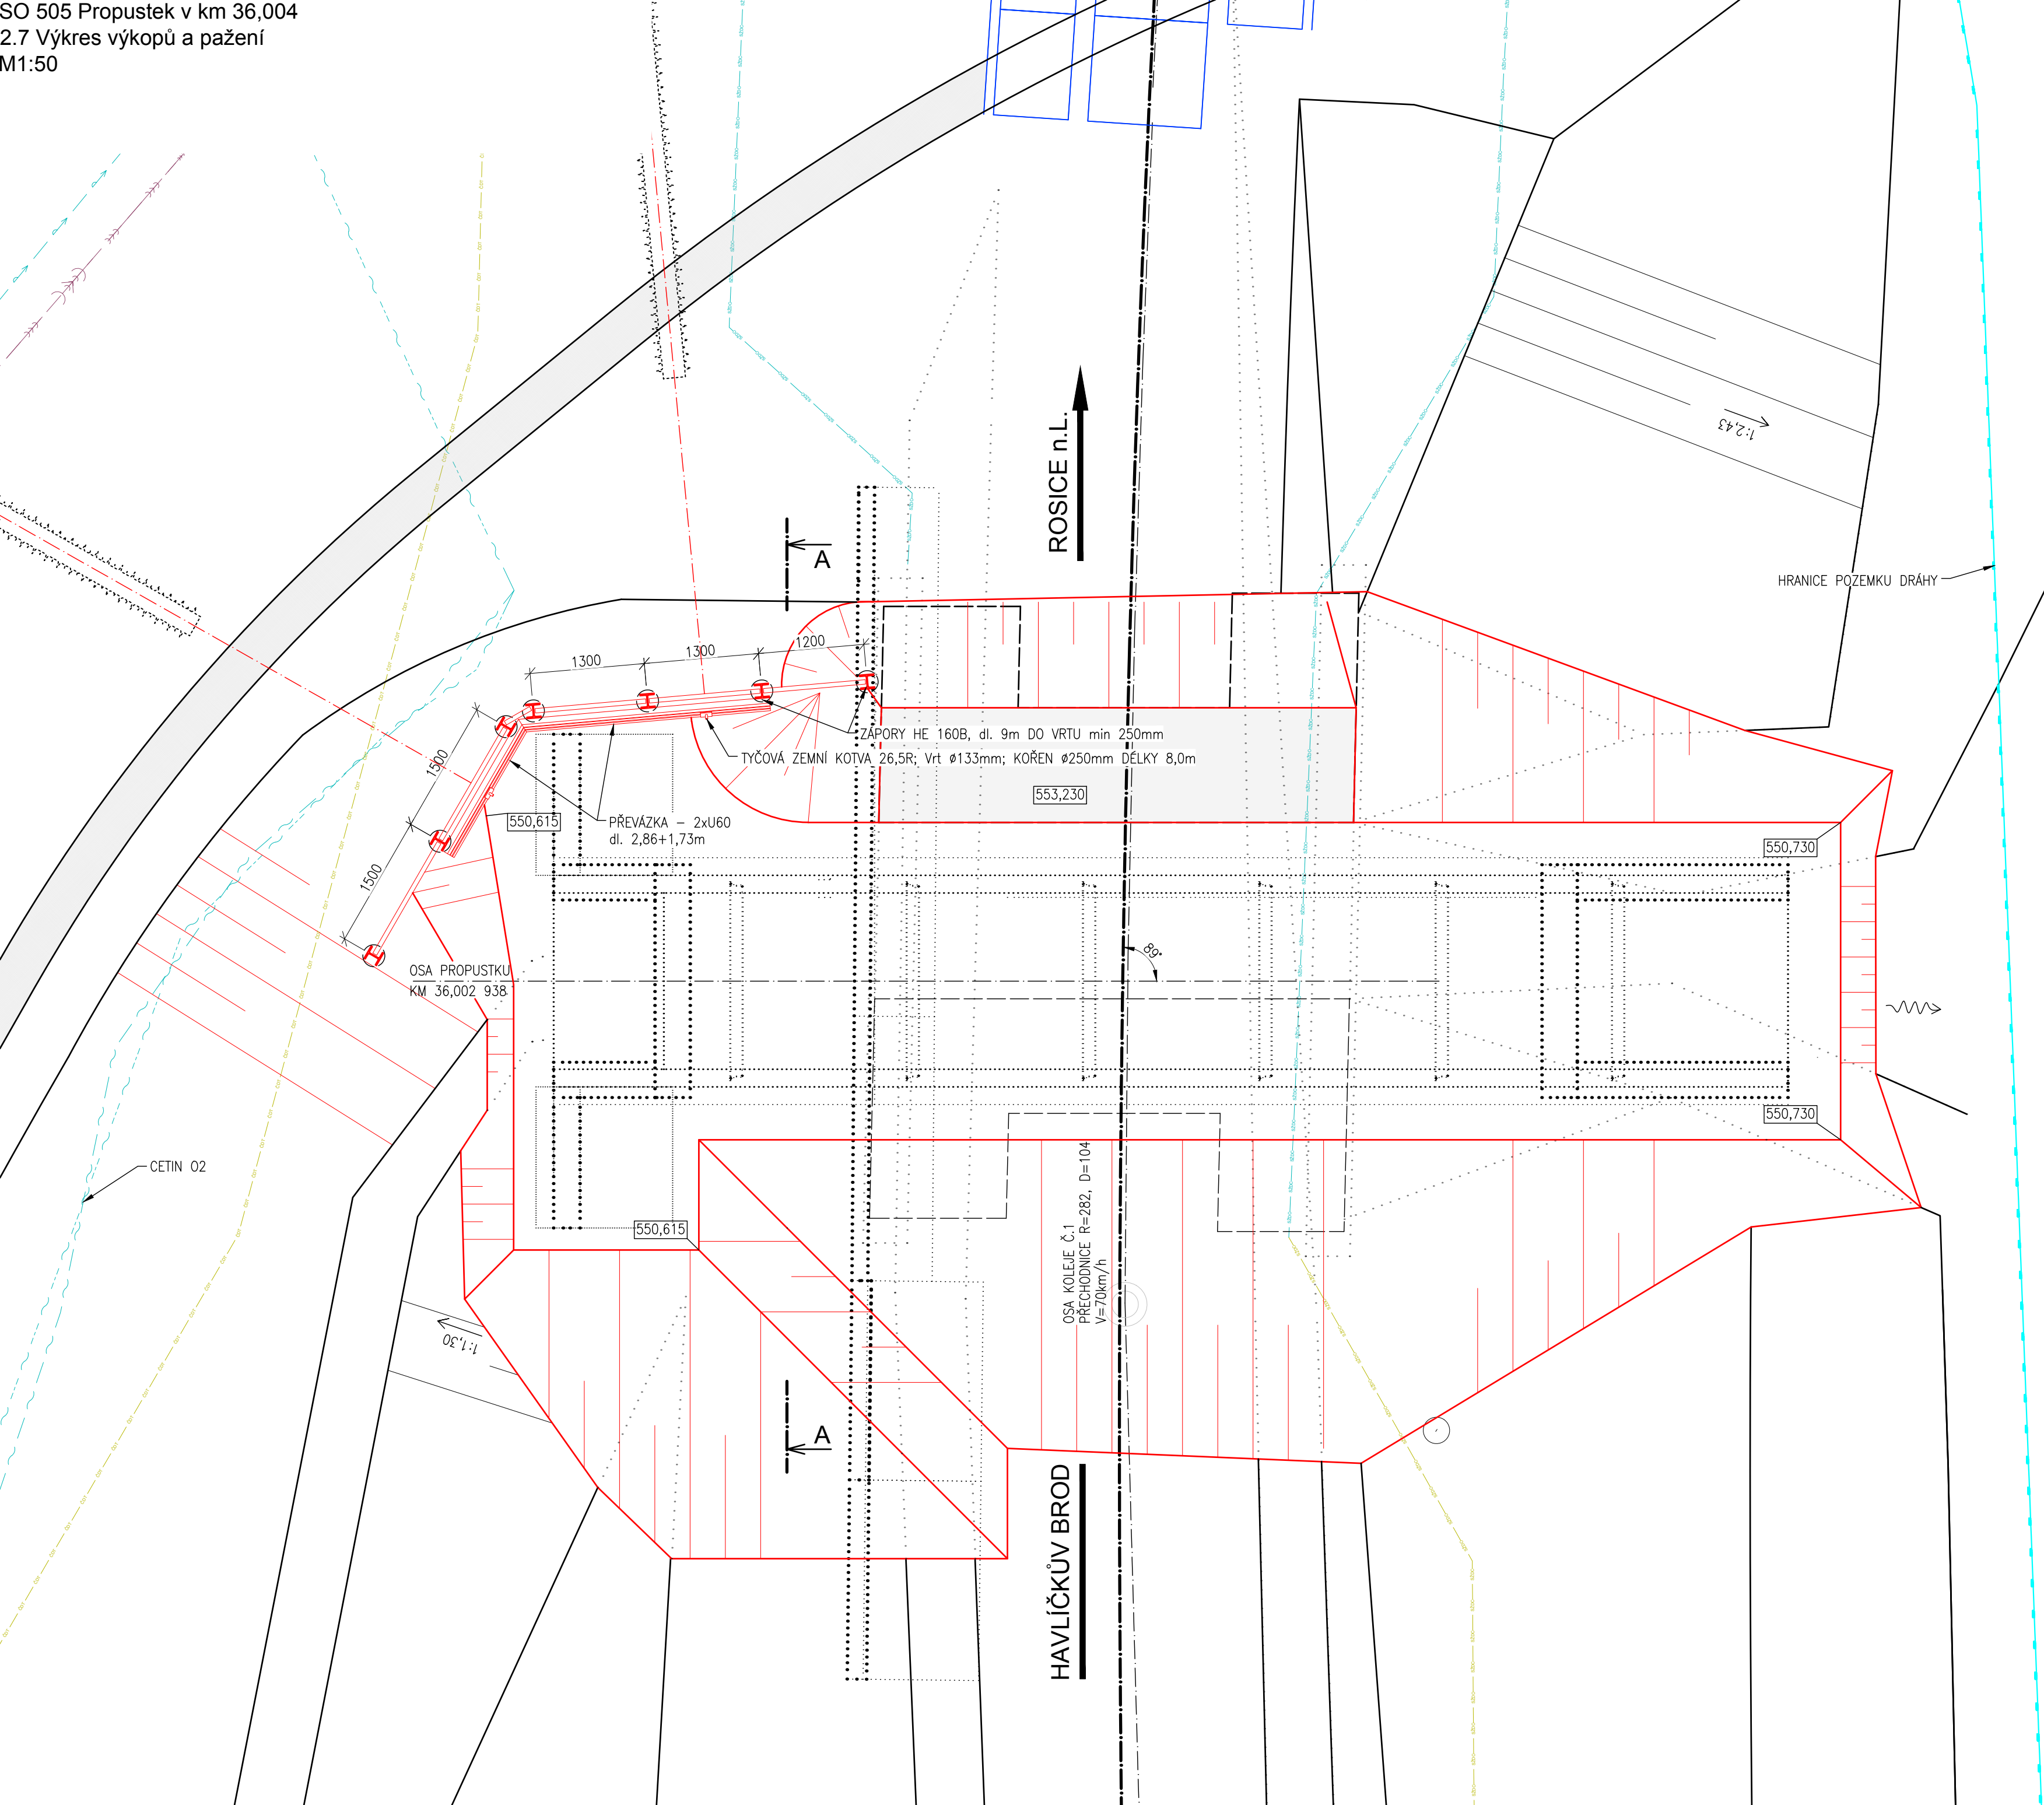 SO 505 Propustek v km 36,004
2.7 Výkres výkopů a pažení
M1:50
ROSICE n.L.
1:2,43
A
HRANICE POZEMKU DRÁHY
1300
1300
1200
1500
1500
ZÁPORY HE 160B, dl. 9m DO VRTU min 250mm
TYČOVÁ ZEMNÍ KOTVA 26,5R; Vrt ø133mm; KOŘEN ø250mm DÉLKY 8,0m
553,230
550,615
PŘEVÁZKA – 2xU60
dl. 2,86+1,73m
550,730
89°
OSA PROPUSTKU
KM 36,002 938
550,730
CETIN O2
550,615
OSA KOLEJE Č.1
PŘECHODNICE R=282, D=104
V=70km/h
1:1,30
A
HAVLÍČKŮV BROD